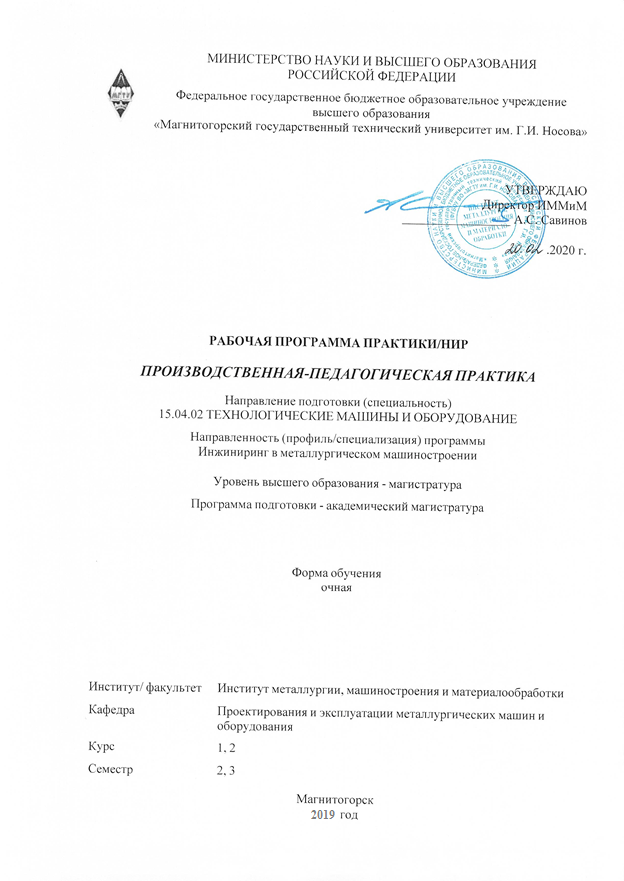 МИНИСТЕРСТВО НАУКИ И ВЫСШЕГО ОБРАЗОВАНИЯ
РОССИЙСКОЙ ФЕДЕРАЦИИ
Федеральное государственное бюджетное образовательное учреждение
высшего образования
«Магнитогорский государственный технический университет им. Г.И. Носова»
МГТУ
УТВЕРЖДАЮ
Директор ИММиМ
А.С. Савинов
20.02 .2020 г.
РАБОЧАЯ ПРОГРАММА ПРАКТИКИ/НИР
ПРОИЗВОДСТВЕННАЯ-ПЕДАГОГИЧЕСКАЯ ПРАКТИКА
Направление подготовки (специальность)
15.04.02 ТЕХНОЛОГИЧЕСКИЕ МАШИНЫ И ОБОРУДОВАНИЕ
Направленность (профиль/специализация) программы
Инжиниринг в металлургическом машиностроении
Уровень высшего образования - магистратура
Программа подготовки - академический магистратура
Форма обучения
очная
Институт/ факультет Институт металлургии, машиностроения и материалообработки
Кафедра Проектирования и эксплуатации металлургических машин и
оборудования
Курс 1, 2
Семестр 2, 3
Магнитогорск
2019 год